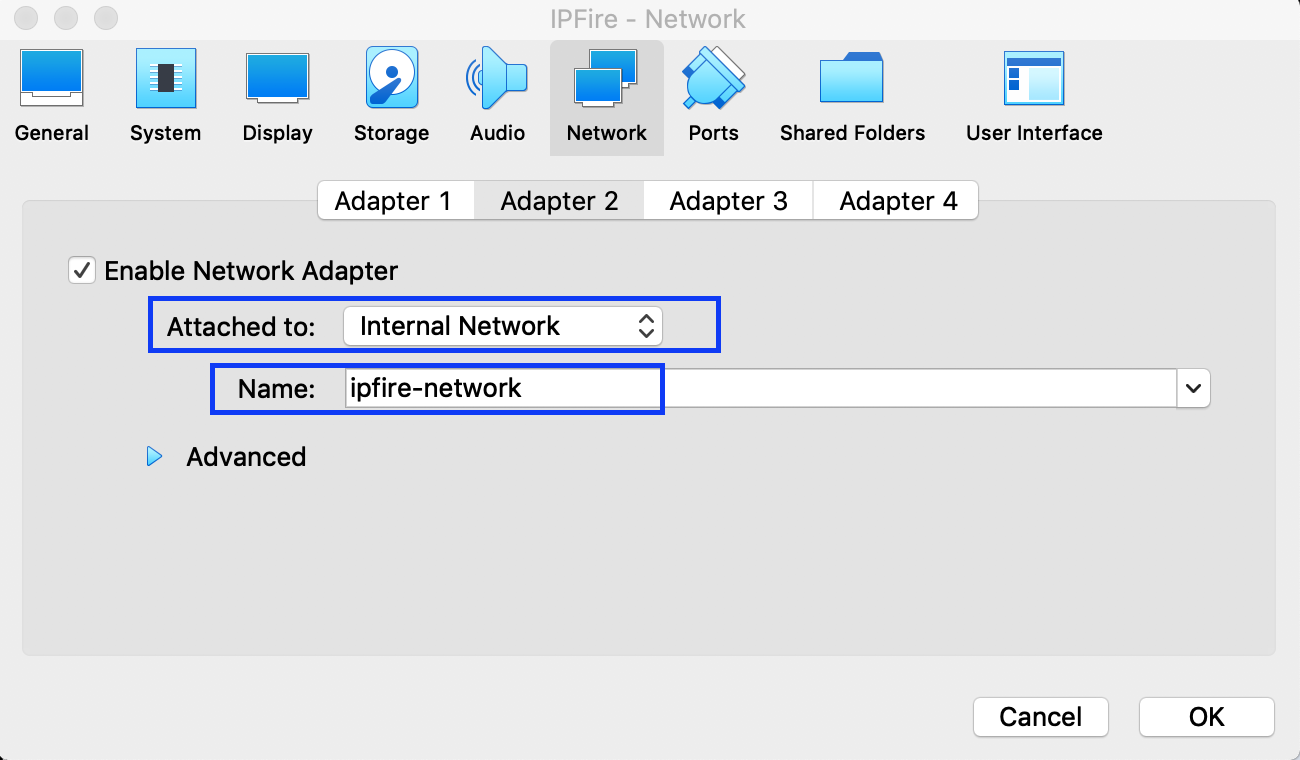 IPFire - Network
General System Display Storage Audio Network Ports Shared Folders User Interface
Adapter 1 Adapter 2 Adapter 3 Adapter 4
Enable Network Adapter
Attached to: Internal Network
Name: ipfire-network
Advanced
Cancel OK